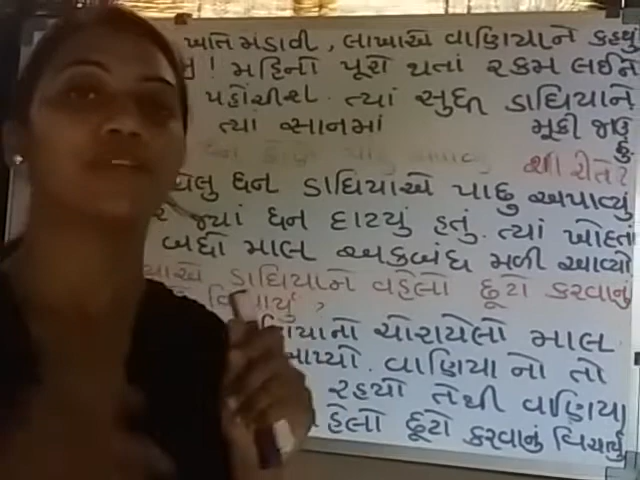 ખાતે મંડાવી, લાખાએ વાણિયાને કહ્યું
! મહિનો પૂરો થતાં રકમ લઈને
પહોંચીશ. ત્યાં સુધી ડાઘિયાને
ત્યાં સાનમાં મૂકી જાઉં છું.
શી રીતે?
ધન ડાઘિયાએ પાછુ અપાવ્યું
જ્યાં ધન દાટયું હતું. ત્યાં ખોદતાં
બધો માલ અકબંધ મળી આવ્યો
ડાઘિયાને વહેલો છૂટો કરવાનું
ચોરાયેલો માલ
વાણિયા નો તો
રહયો તેથી વાણિયા
છૂટો કરવાનું વિચાર્યું